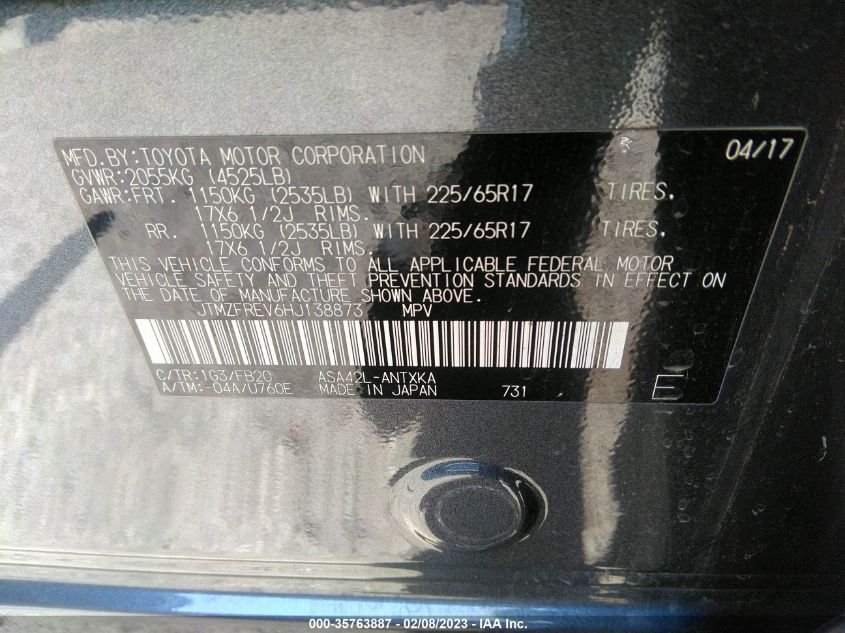 MFD.BY:TOYOTA MOTOR CORPORATION 04/17
GVWR:2055KG (4525LB)
GAWR:FRT. 1150KG (2535LB) WITH 225/65R17 TIRES.
17X6 1/2J RIMS.
RR. 1150KG (2535LB) WITH 225/65R17 TIRES.
17X6 1/2J RIMS.
THIS VEHICLE CONFORMS TO ALL APPLICABLE FEDERAL MOTOR
VEHICLE SAFETY AND THEFT PREVENTION STANDARDS IN EFFECT ON
THE DATE OF MANUFACTURE SHOWN ABOVE.
JTMZFREV6HJ138873 MPV
C/TR:1G3/FB20 ASA42L-ANTXKA
A/TM:-04A/U760E MADE IN JAPAN 731 E
000-35763887 - 02/08/2023 - IAA Inc.